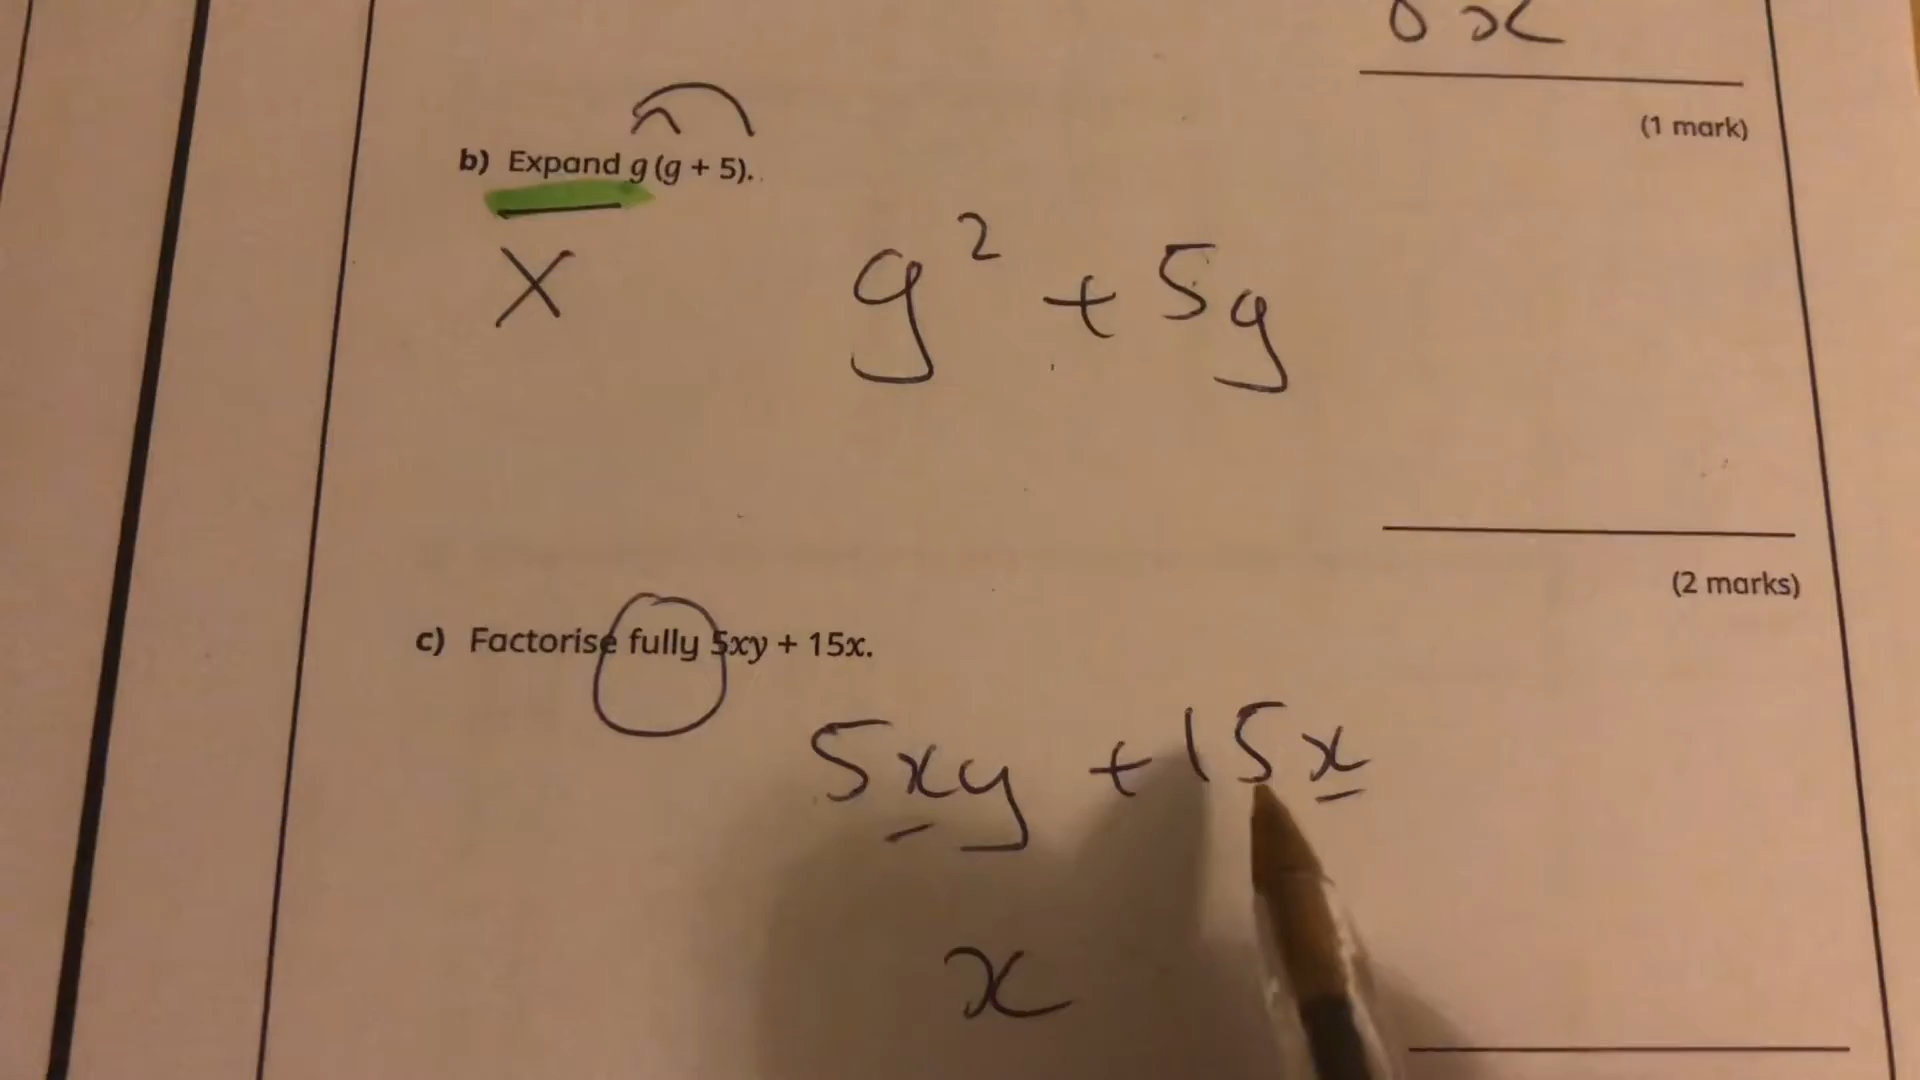 x
(1 mark)
b) Expand g (g + 5).
X
g² + 5g
(2 marks)
c) Factorise fully 5xy + 15x.
5xy + 15x
x